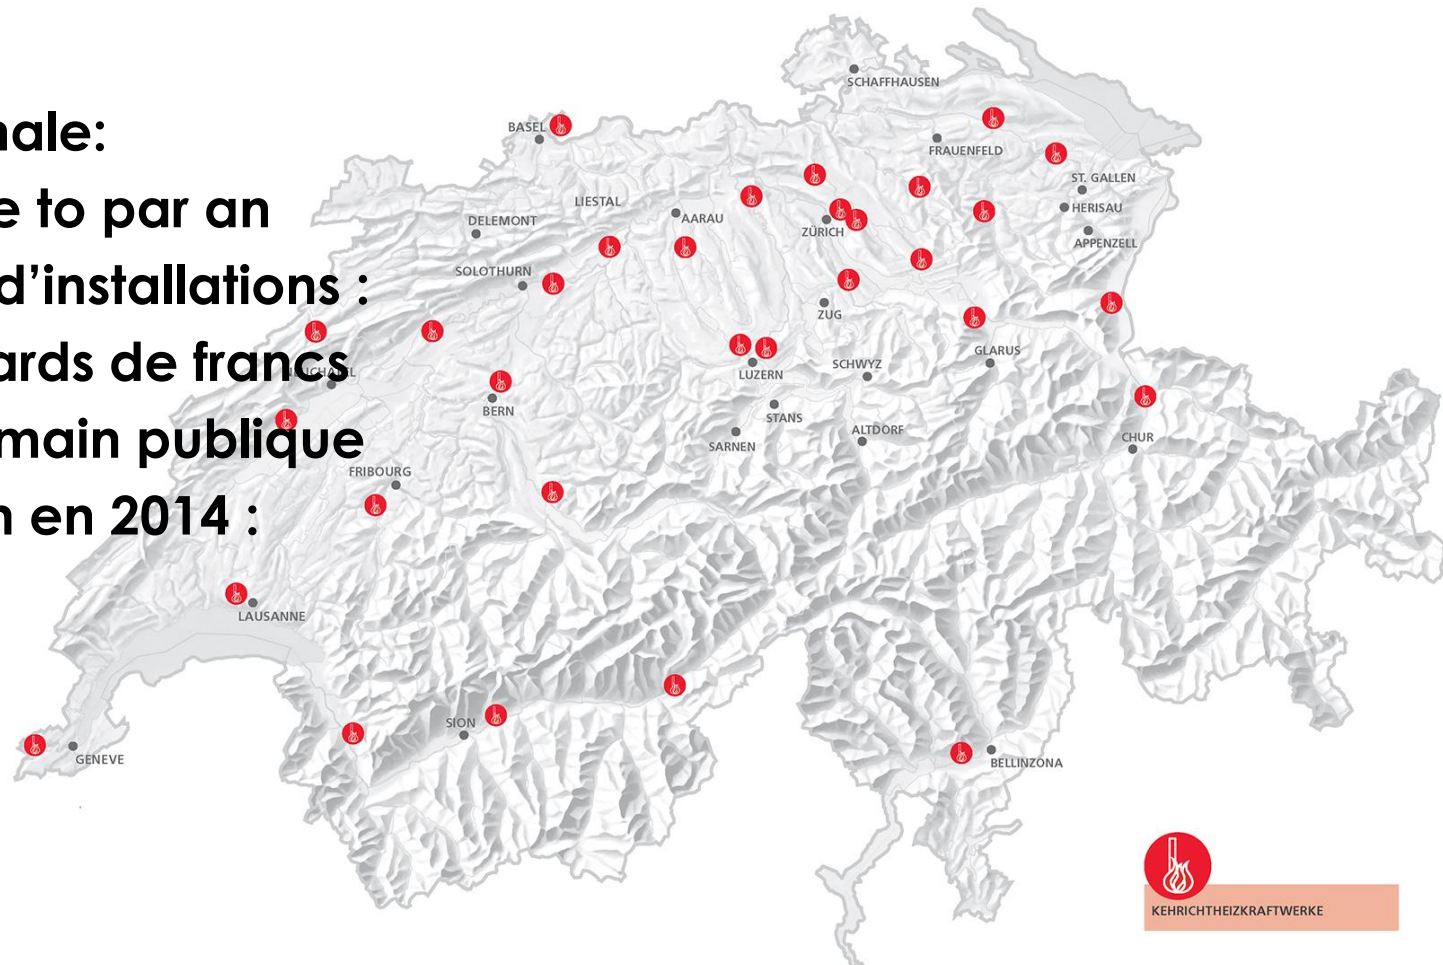 nale:
e to par an
d’installations :
ards de francs
main publique
n en 2014 :
SCHAFFHAUSEN
BASEL
FRAUENFELD
ST. GALLEN
LIESTAL
HERISAU
DELEMONT
AARAU
ZÜRICH
APPENZELL
SOLOTHURN
ZUG
GLARUS
SCHWYZ
LUZERN
BERN
STANS
ALTDORF
SARNEN
CHUR
FRIBOURG
LAUSANNE
SION
GENEVE
BELLINZONA
KEHRICHTHEIZKRAFTWERKE